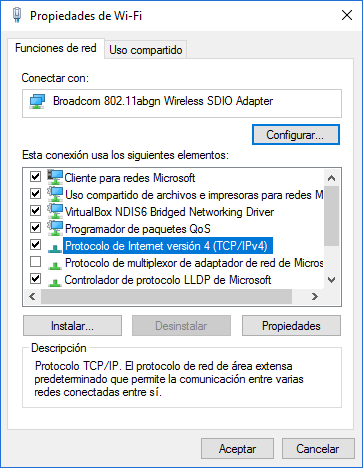 Propiedades de Wi-Fi
Funciones de red
Uso compartido
Conectar con:
Broadcom 802.11abgn Wireless SDIO Adapter
Configurar...
Esta conexión usa los siguientes elementos:
Cliente para redes Microsoft
Uso compartido de archivos e impresoras para redes M
VirtualBox NDIS6 Bridged Networking Driver
Programador de paquetes QoS
Protocolo de Internet versión 4 (TCP/IPv4)
Protocolo de multiplexor de adaptador de red de Micros
Controlador de protocolo LLDP de Microsoft
Instalar...
Desinstalar
Propiedades
Descripción
Protocolo TCP/IP. El protocolo de red de área extensa
predeterminado que permite la comunicación entre varias
redes conectadas entre sí.
Aceptar
Cancelar